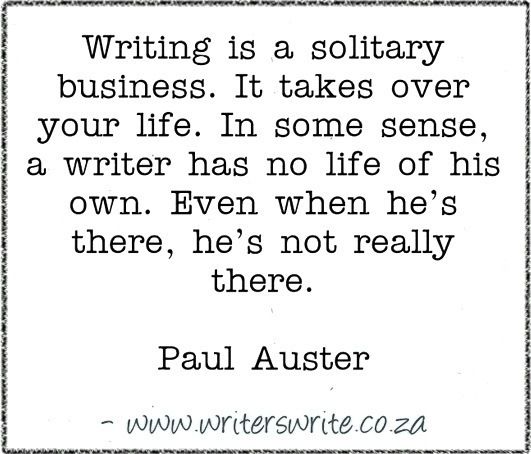 Writing is a solitary
business. It takes over
your life. In some sense,
a writer has no life of his
own. Even when he's
there, he's not really
there.
Paul Auster
- www.writerswrite.co.za